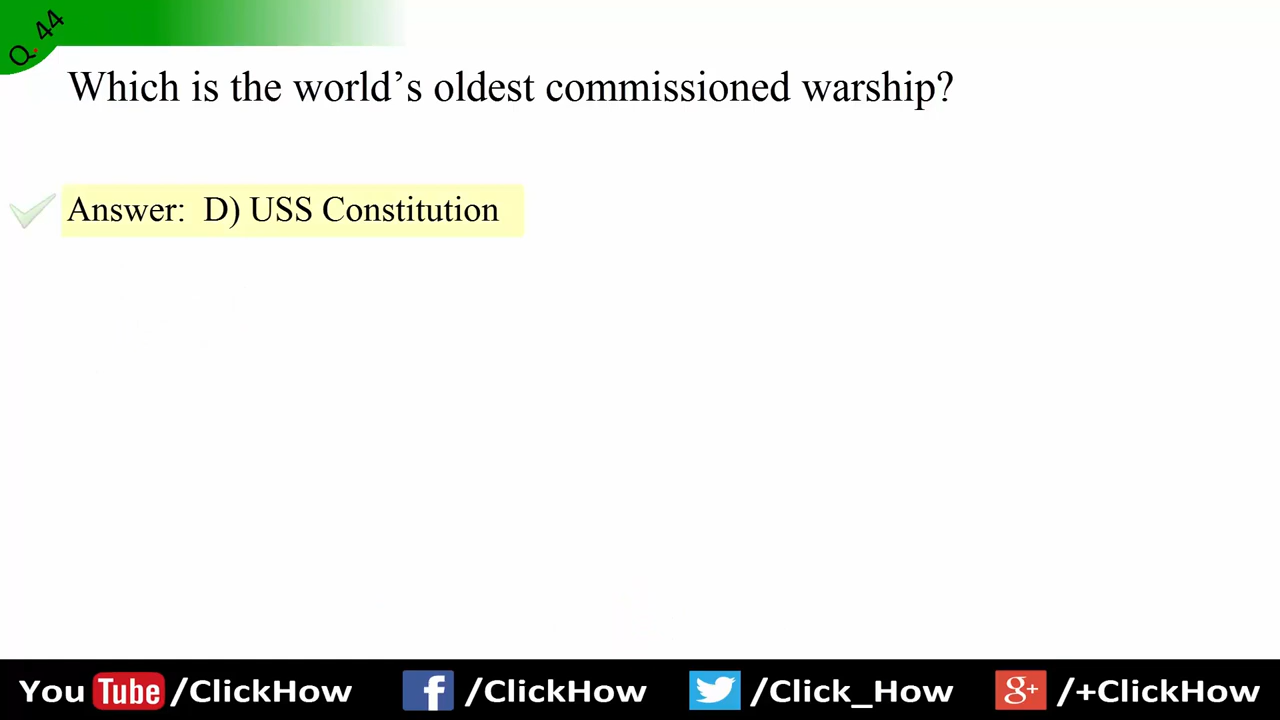 Q. 44
Which is the world’s oldest commissioned warship?
Answer: D) USS Constitution
You Tube /ClickHow f /ClickHow /Click_How g+ /+ClickHow